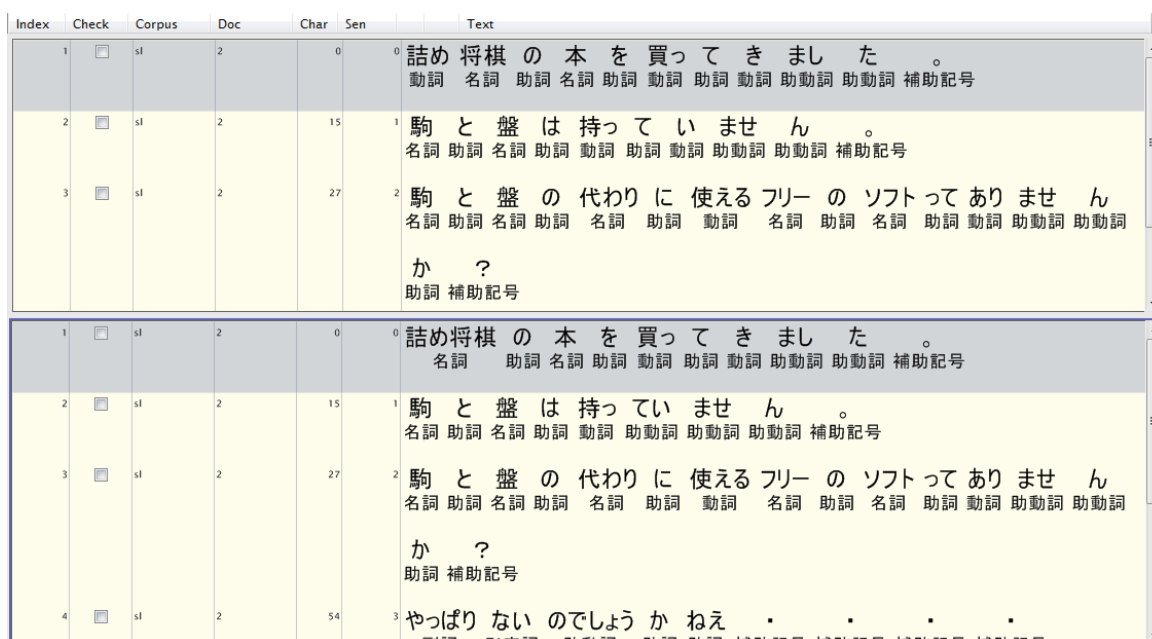 Index Check Corpus Doc Char Sen Text
1 sl 2 0 0 詰め 将棋 の 本 を 買っ て き まし た 。
動詞 名詞 助詞 名詞 助詞 動詞 助詞 動詞 助動詞 助動詞 補助記号
2 sl 2 15 1 駒 と 盤 は 持っ て い ませ ん 。
名詞 助詞 名詞 助詞 動詞 助詞 動詞 助動詞 助動詞 補助記号
3 sl 2 27 2 駒 と 盤 の 代わり に 使える フリー の ソフト って あり ませ ん
名詞 助詞 名詞 助詞 名詞 助詞 動詞 名詞 助詞 名詞 助詞 動詞 助動詞 助動詞
か ?
助詞 補助記号
1 sl 2 0 0 詰め将棋 の 本 を 買っ て き まし た 。
名詞 助詞 名詞 助詞 動詞 助詞 動詞 助動詞 助動詞 補助記号
2 sl 2 15 1 駒 と 盤 は 持っ てい ませ ん 。
名詞 助詞 名詞 助詞 動詞 助動詞 助動詞 助動詞 補助記号
3 sl 2 27 2 駒 と 盤 の 代わり に 使える フリー の ソフト って あり ませ ん
名詞 助詞 名詞 助詞 名詞 助詞 動詞 名詞 助詞 名詞 助詞 動詞 助動詞 助動詞
か ?
助詞 補助記号
4 sl 2 54 3 やっぱり ない のでしょう か ねえ ・ ・ ・ ・